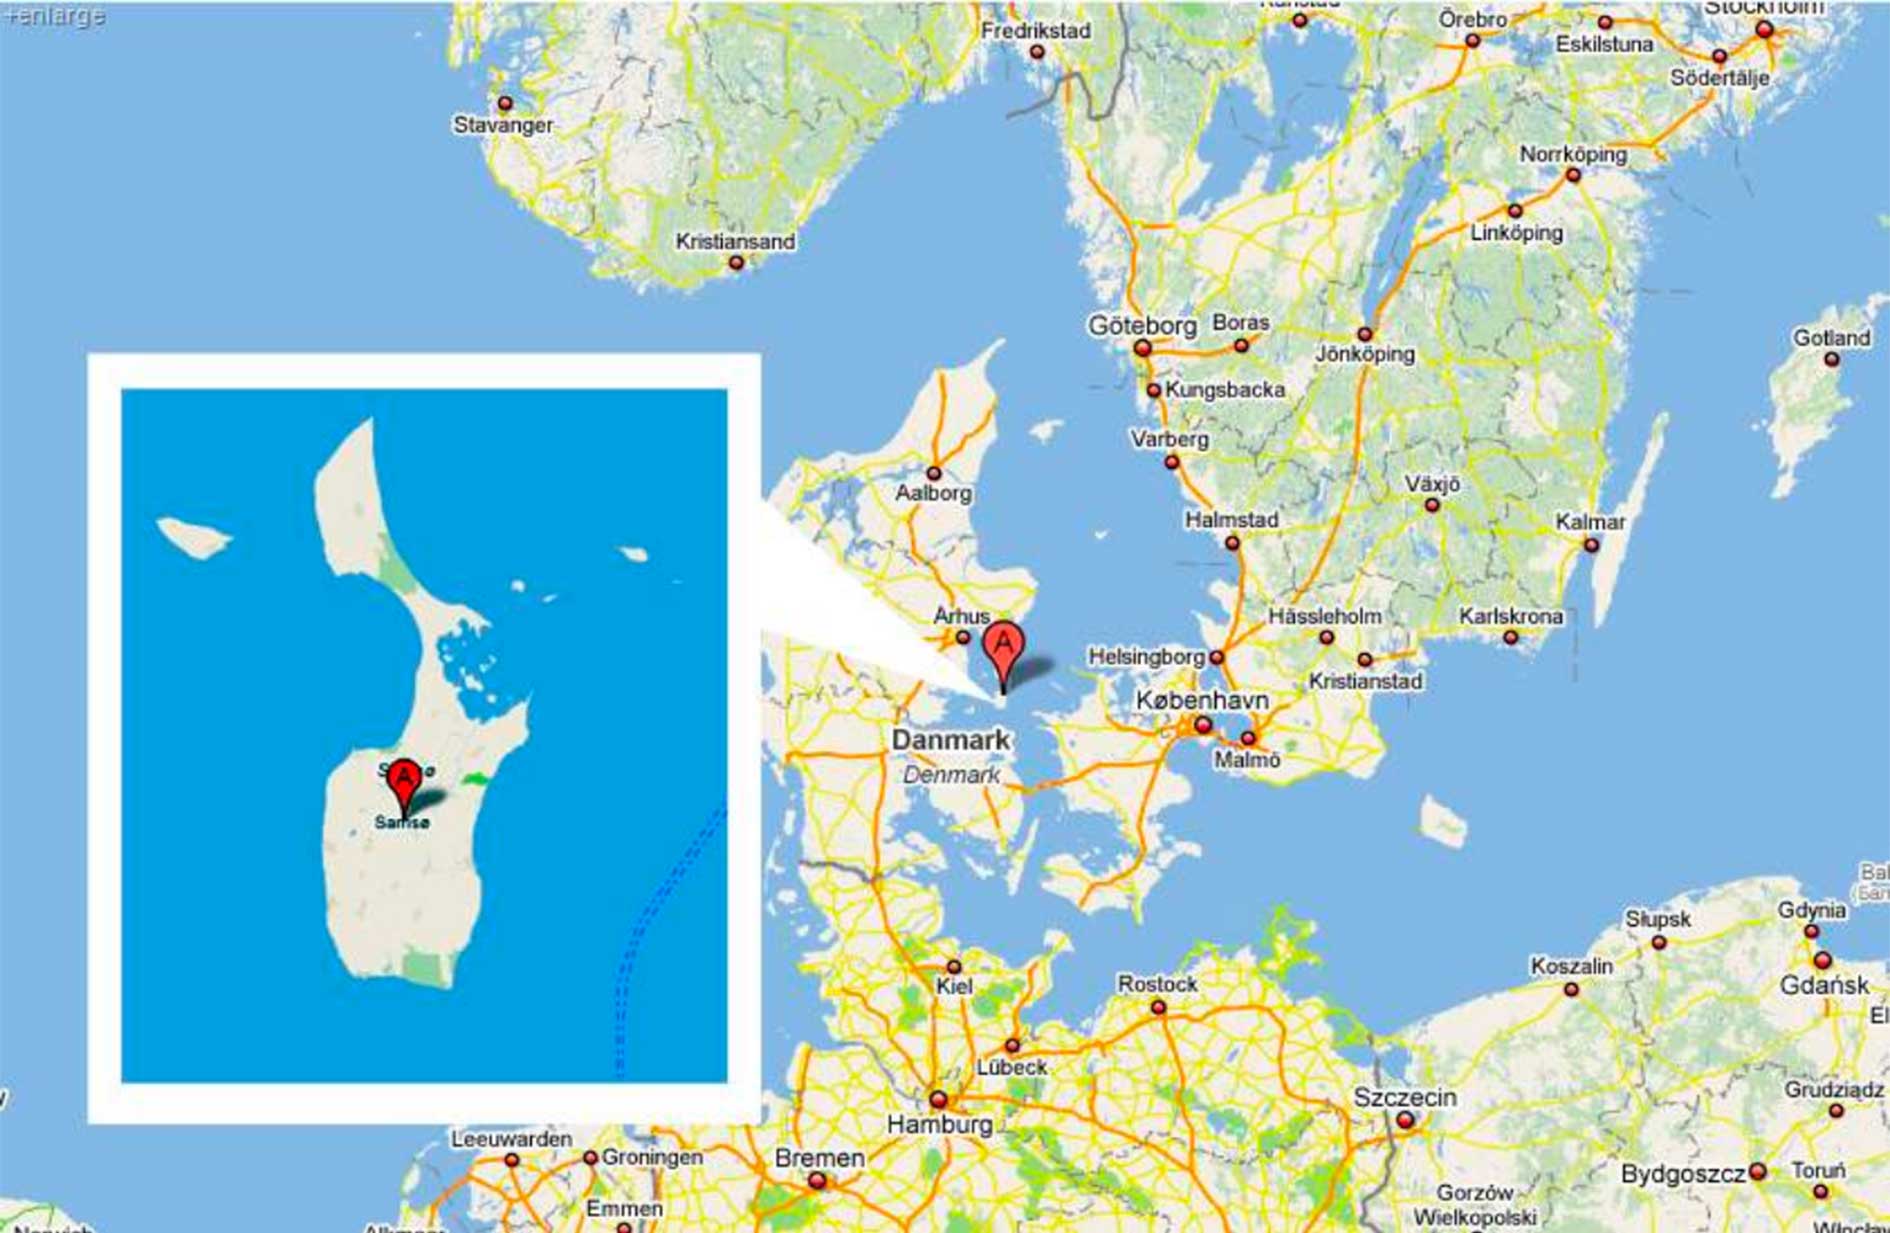 +enlarge
Stockholm
Fredrikstad
Örebro
Eskilstuna
Södertälje
Stavanger
Norrköping
Linköping
Kristiansand
Göteborg
Boras
Jönköping
Gotland
Kungsbacka
Varberg
Aalborg
Växjö
Halmstad
Kalmar
Århus
A
Hässleholm
Karlskrona
Helsingborg
Kristianstad
København
Malmö
Danmark
Denmark
A
Samsø
Samsø
Słupsk
Gdynia
Koszalin
Gdańsk
Kiel
Rostock
Lübeck
Hamburg
Szczecin
Grudziądz
Leeuwarden
Groningen
Bremen
Bydgoszcz
Toruń
Emmen
Gorzów
Wielkopolski